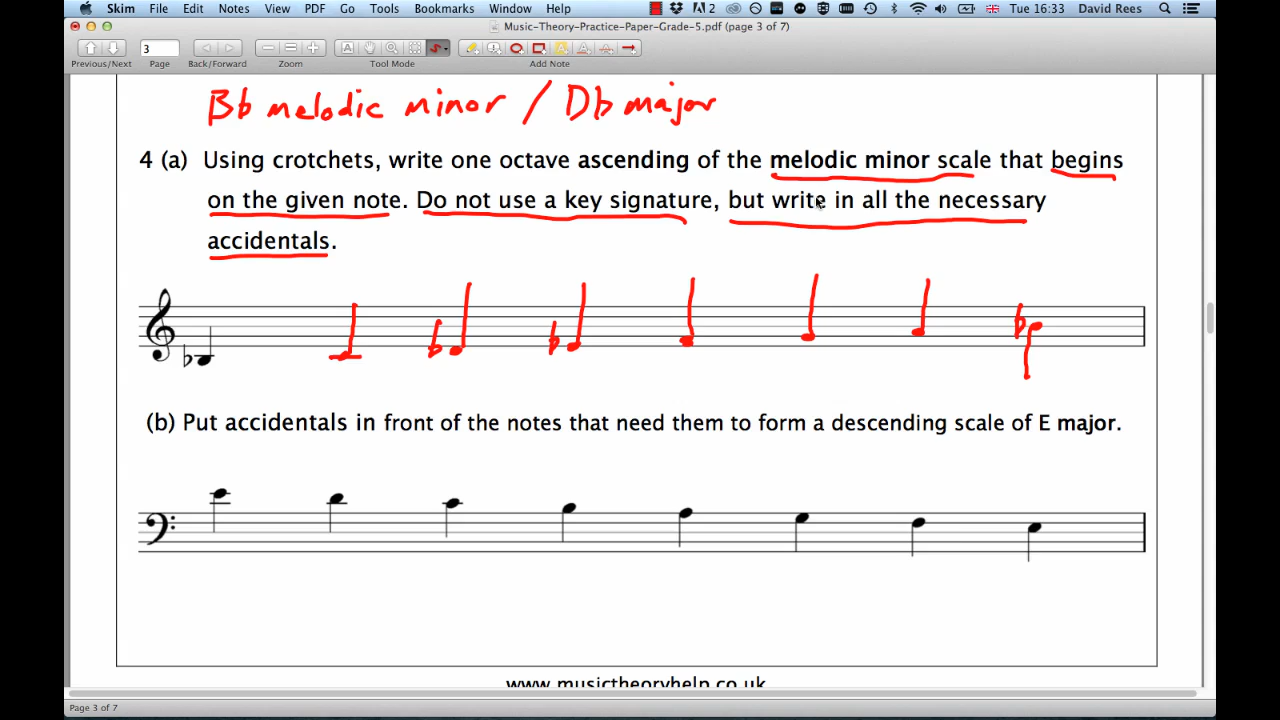 Skim File Edit Notes View PDF Go Tools Bookmarks Window Help 2 Tue 16:33 David Rees
Music-Theory-Practice-Paper-Grade-5.pdf (page 3 of 7)
3
Previous/Next Page Back/Forward Zoom Tool Mode Add Note
Bb melodic minor / Db major
4 (a) Using crotchets, write one octave ascending of the melodic minor scale that begins
on the given note. Do not use a key signature, but write in all the necessary
accidentals.
(b) Put accidentals in front of the notes that need them to form a descending scale of E major.
www.musictheoryhelp.co.uk
Page 3 of 7